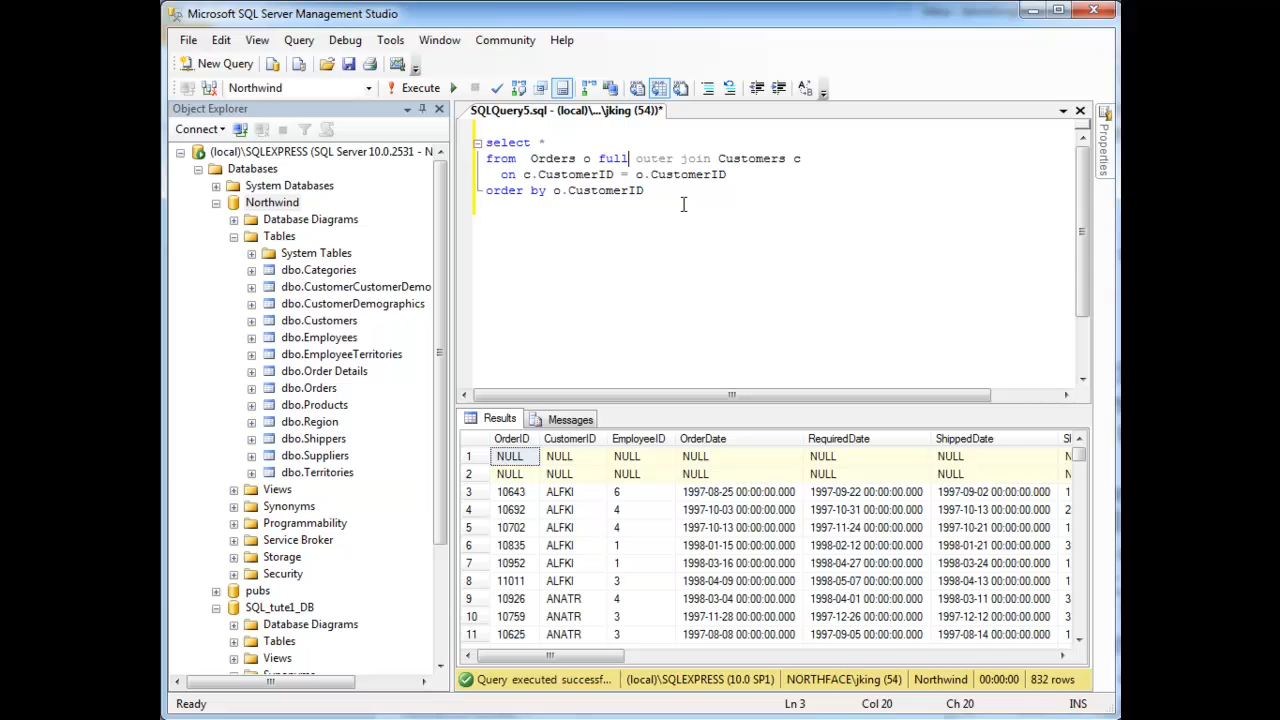 Microsoft SQL Server Management Studio
File Edit View Query Debug Tools Window Community Help
New Query
Northwind Execute
Object Explorer
Connect
(local)\SQLEXPRESS (SQL Server 10.0.2531 - N
Databases
System Databases
Northwind
Database Diagrams
Tables
System Tables
dbo.Categories
dbo.CustomerCustomerDemo
dbo.CustomerDemographics
dbo.Customers
dbo.Employees
dbo.EmployeeTerritories
dbo.Order Details
dbo.Orders
dbo.Products
dbo.Region
dbo.Shippers
dbo.Suppliers
dbo.Territories
Views
Synonyms
Programmability
Service Broker
Storage
Security
pubs
SQL_tute1_DB
Database Diagrams
Tables
Views
SQLQuery5.sql - (local)\...\jking (54))*
select *
from  Orders o full outer join Customers c
on c.CustomerID = o.CustomerID
order by o.CustomerID
Properties
Results Messages
OrderID CustomerID EmployeeID OrderDate RequiredDate ShippedDate
1 NULL NULL NULL NULL NULL NULL N
2 NULL NULL NULL NULL NULL NULL N
3 10643 ALFKI 6 1997-08-25 00:00:00.000 1997-09-22 00:00:00.000 1997-09-02 00:00:00.000 1
4 10692 ALFKI 4 1997-10-03 00:00:00.000 1997-10-31 00:00:00.000 1997-10-13 00:00:00.000 2
5 10702 ALFKI 4 1997-10-13 00:00:00.000 1997-11-24 00:00:00.000 1997-10-21 00:00:00.000 1
6 10835 ALFKI 1 1998-01-15 00:00:00.000 1998-02-12 00:00:00.000 1998-01-21 00:00:00.000 3
7 10952 ALFKI 1 1998-03-16 00:00:00.000 1998-04-27 00:00:00.000 1998-03-24 00:00:00.000 1
8 11011 ALFKI 3 1998-04-09 00:00:00.000 1998-05-07 00:00:00.000 1998-04-13 00:00:00.000 1
9 10926 ANATR 4 1998-03-04 00:00:00.000 1998-04-01 00:00:00.000 1998-03-11 00:00:00.000 3
10 10759 ANATR 3 1997-11-28 00:00:00.000 1997-12-26 00:00:00.000 1997-12-12 00:00:00.000 3
11 10625 ANATR 3 1997-08-08 00:00:00.000 1997-09-05 00:00:00.000 1997-08-14 00:00:00.000 1
Query executed successf... (local)\SQLEXPRESS (10.0 SP1) NORTHFACE\jking (54) Northwind 00:00:00 832 rows
Ready Ln 3 Col 20 Ch 20 INS